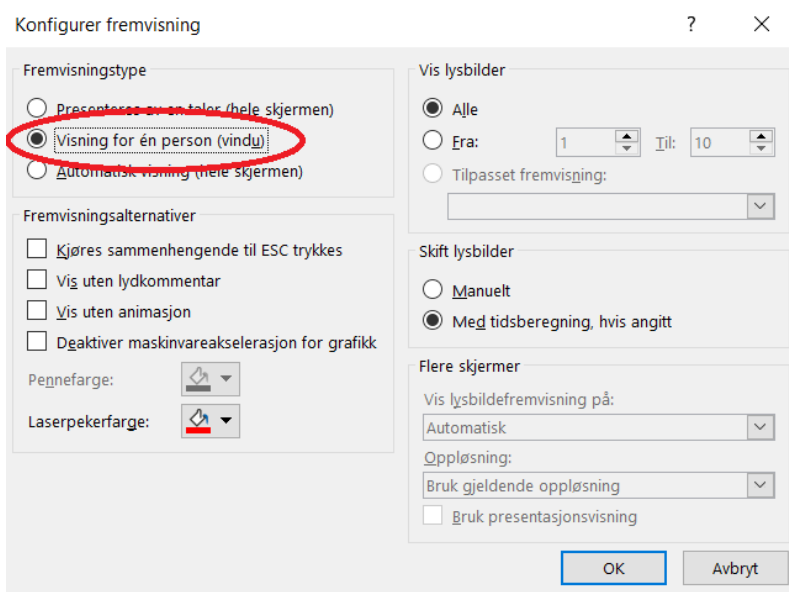 Konfigurer fremvisning
Fremvisningstype
Presenteres av en taler (hele skjermen)
Visning for én person (vindu)
Automatisk visning (hele skjermen)
Fremvisningsalternativer
Kjøres sammenhengende til ESC trykkes
Vis uten lydkommentar
Vis uten animasjon
Deaktiver maskinvareakselerasjon for grafikk
Pennefarge:
Laserpekerfarge:
Vis lysbilder
Alle
Fra: 1 Til: 10
Tilpasset fremvisning:
Skift lysbilder
Manuelt
Med tidsberegning, hvis angitt
Flere skjermer
Vis lysbildefremvisning på:
Automatisk
Oppløsning:
Bruk gjeldende oppløsning
Bruk presentasjonsvisning
OK Avbryt